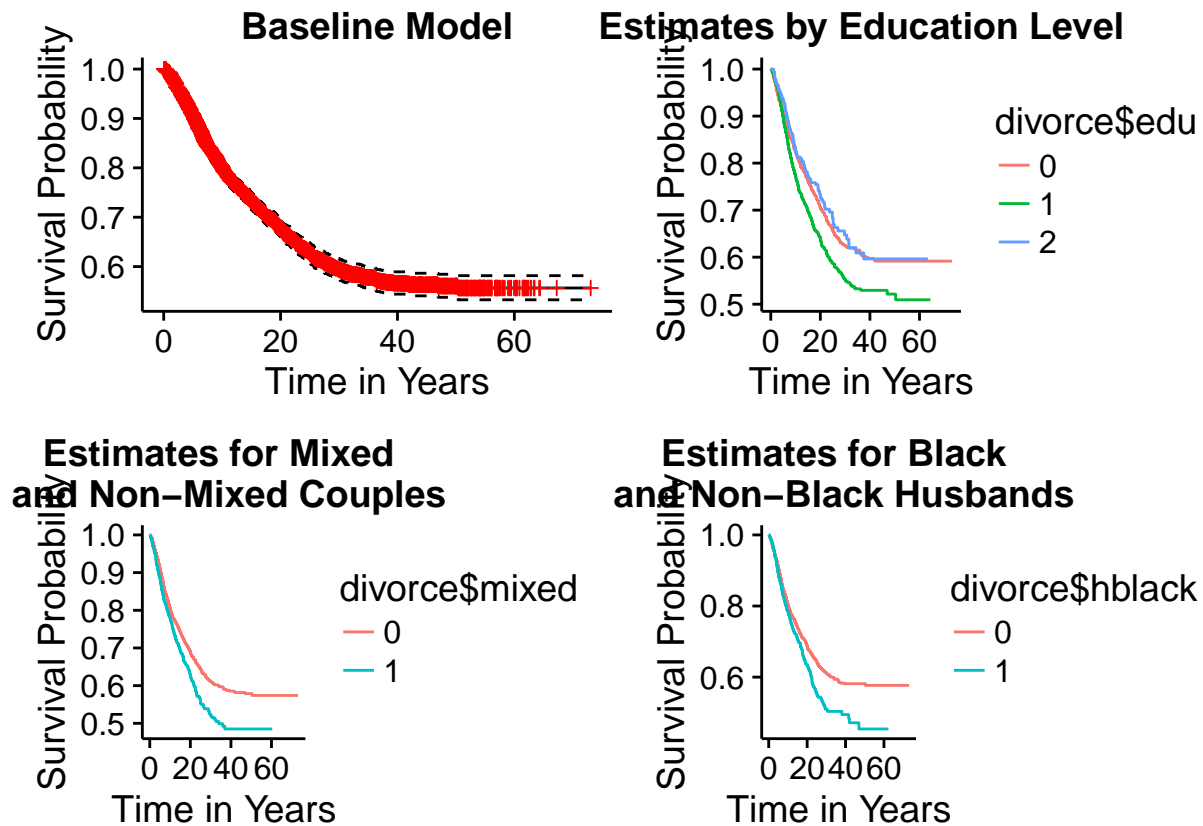 Baseline Model
Survival Probability
1.0
0.9
0.8
0.7
0.6
0
20
40
60
Time in Years
Estimates by Education Level
Survival Probability
1.0
0.9
0.8
0.7
0.6
0.5
0
20
40
60
Time in Years
divorce$edu
0
1
2
Estimates for Mixed
and Non−Mixed Couples
Survival Probability
1.0
0.9
0.8
0.7
0.6
0.5
0
20
40
60
Time in Years
divorce$mixed
0
1
Estimates for Black
and Non−Black Husbands
Survival Probability
1.0
0.8
0.6
0
20
40
60
Time in Years
divorce$hblack
0
1